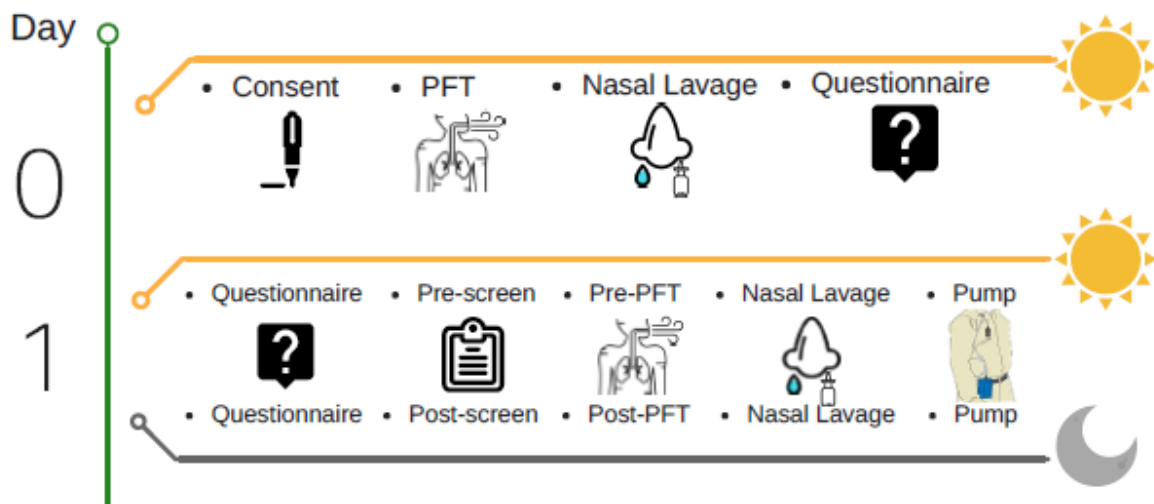 Day
• Consent • PFT • Nasal Lavage • Questionnaire
?
0
• Questionnaire • Pre-screen • Pre-PFT • Nasal Lavage • Pump
1
?
• Questionnaire • Post-screen • Post-PFT • Nasal Lavage • Pump